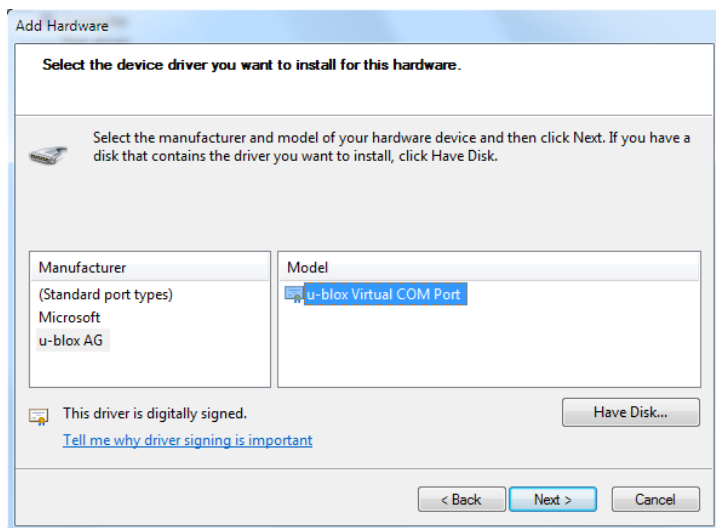 Add Hardware
Select the device driver you want to install for this hardware.
Select the manufacturer and model of your hardware device and then click Next. If you have a
disk that contains the driver you want to install, click Have Disk.
Manufacturer
(Standard port types)
Microsoft
u-blox AG
Model
u-blox Virtual COM Port
This driver is digitally signed.
Tell me why driver signing is important
Have Disk...
< Back
Next >
Cancel